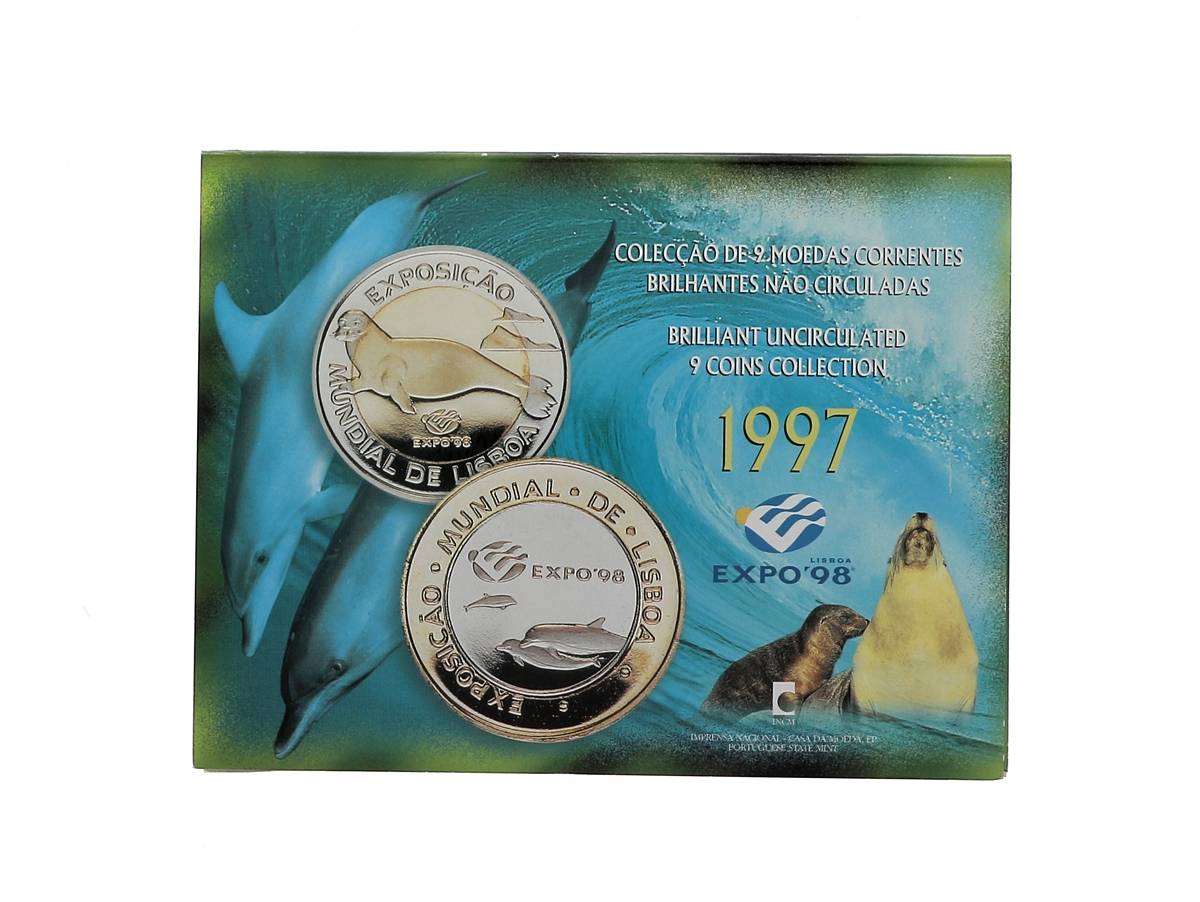 COLECÇÃO DE 9 MOEDAS CORRENTES
BRILHANTES NÃO CIRCULADAS
BRILLIANT UNCIRCULATED
9 COINS COLLECTION
1997
LISBOA
EXPO'98®
EXPOSIÇÃO
MUNDIAL DE LISBOA
EXPO'98
EXPOSIÇÃO • MUNDIAL • DE • LISBOA
EXPO'98
INCM
IMPRENSA NACIONAL - CASA DA MOEDA, EP
PORTUGUESE STATE MINT